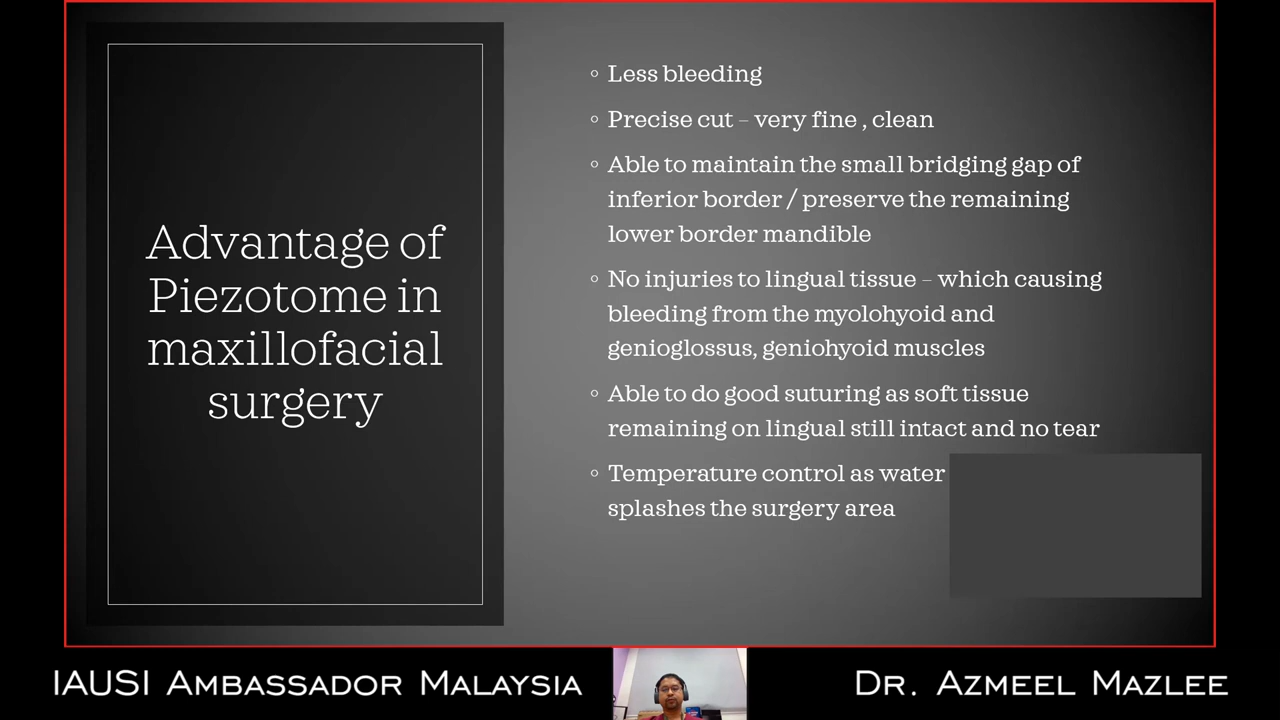 Advantage of
Piezotome in
maxillofacial
surgery
◦ Less bleeding
◦ Precise cut – very fine , clean
◦ Able to maintain the small bridging gap of
inferior border / preserve the remaining
lower border mandible
◦ No injuries to lingual tissue – which causing
bleeding from the myolohyoid and
genioglossus, geniohyoid muscles
◦ Able to do good suturing as soft tissue
remaining on lingual still intact and no tear
◦ Temperature control as water
splashes the surgery area
IAUSI Ambassador Malaysia
Dr. Azmeel Mazlee